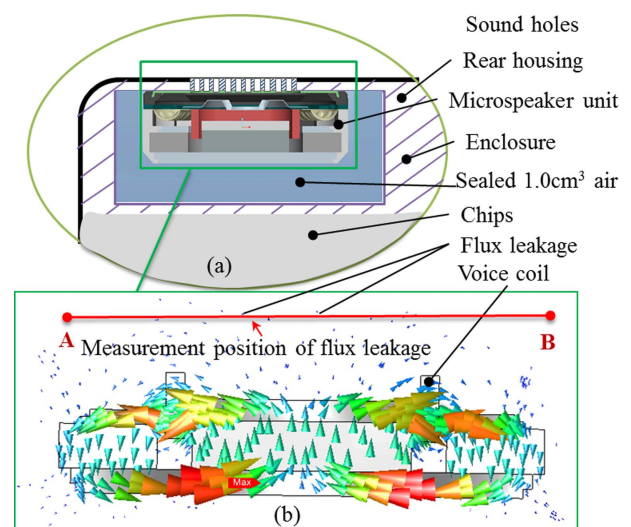 Sound holes
Rear housing
Microspeaker unit
Enclosure
Sealed 1.0cm³ air
Chips
(a)
Flux leakage
Voice coil
A
B
Measurement position of flux leakage
Max
(b)